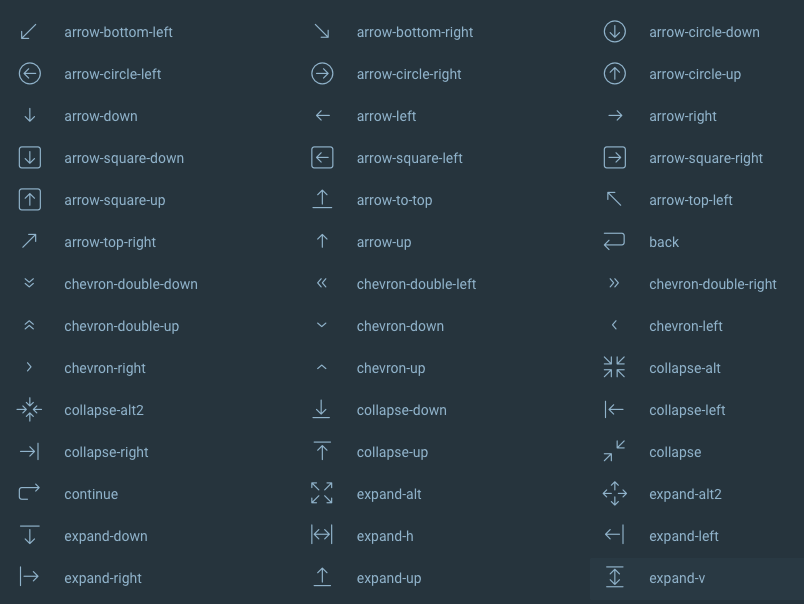 arrow-bottom-left arrow-bottom-right arrow-circle-down
arrow-circle-left arrow-circle-right arrow-circle-up
arrow-down arrow-left arrow-right
arrow-square-down arrow-square-left arrow-square-right
arrow-square-up arrow-to-top arrow-top-left
arrow-top-right arrow-up back
chevron-double-down chevron-double-left chevron-double-right
chevron-double-up chevron-down chevron-left
chevron-right chevron-up collapse-alt
collapse-alt2 collapse-down collapse-left
collapse-right collapse-up collapse
continue expand-alt expand-alt2
expand-down expand-h expand-left
expand-right expand-up expand-v